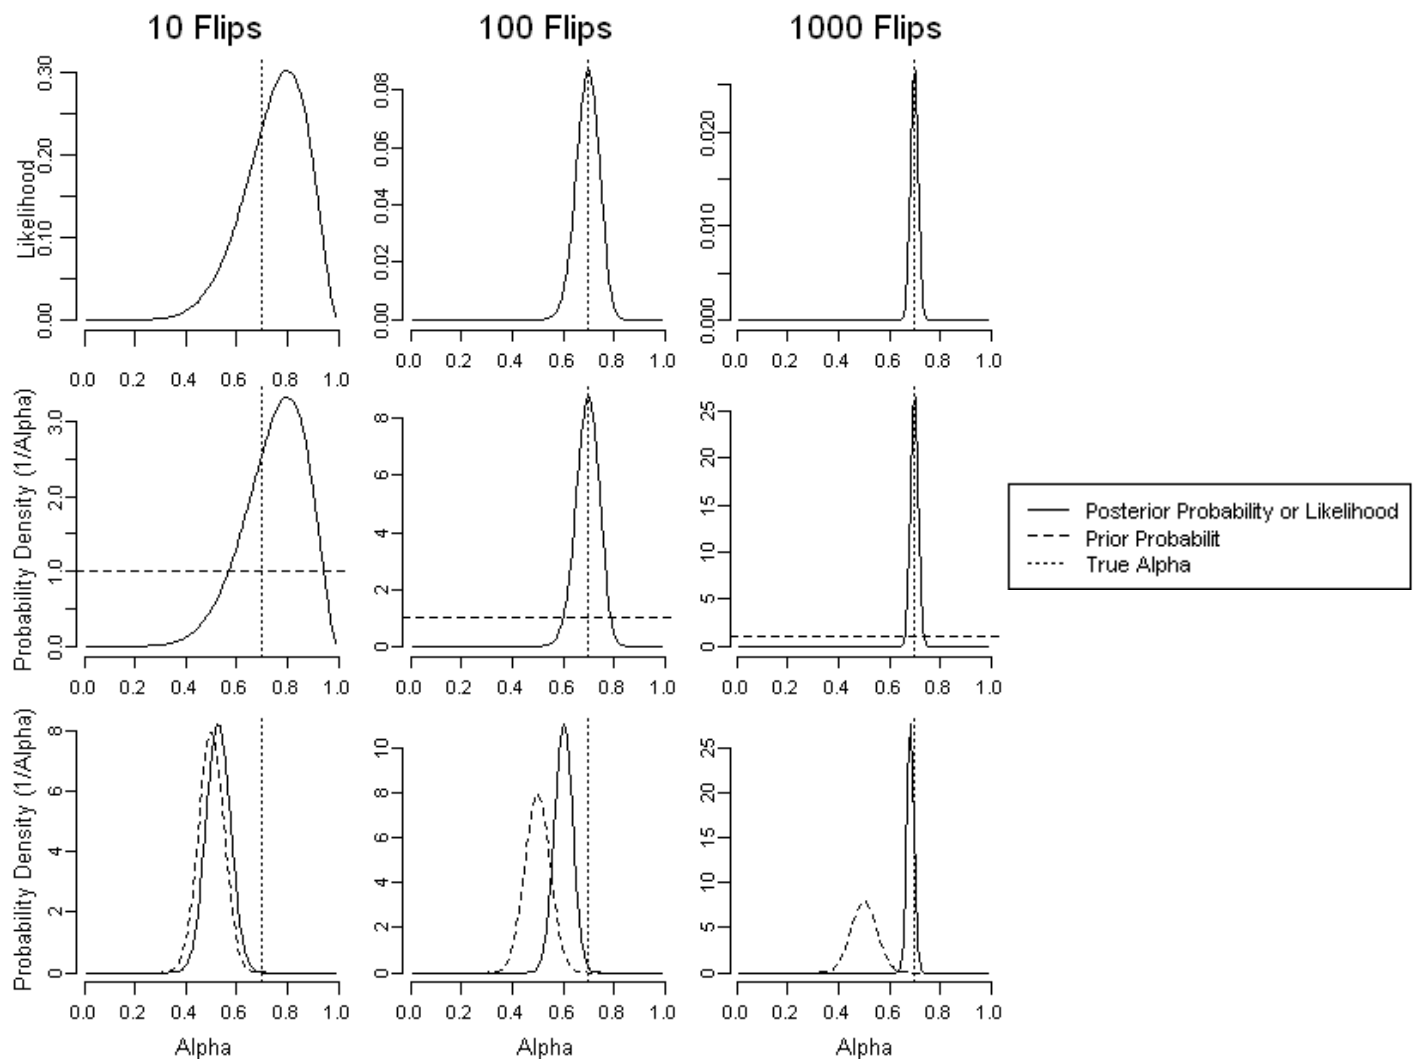 10 Flips 100 Flips 1000 Flips
Likelihood
0.00 0.10 0.20 0.30
0.00 0.02 0.04 0.06 0.08
0.000 0.010 0.020
0.0 0.2 0.4 0.6 0.8 1.0
0.0 0.2 0.4 0.6 0.8 1.0
0.0 0.2 0.4 0.6 0.8 1.0
Probability Density (1/Alpha)
0.0 1.0 2.0 3.0
0 2 4 6 8
0 5 10 15 20 25
0.0 0.2 0.4 0.6 0.8 1.0
0.0 0.2 0.4 0.6 0.8 1.0
0.0 0.2 0.4 0.6 0.8 1.0
Posterior Probability or Likelihood
Prior Probabilit
True Alpha
Probability Density (1/Alpha)
0 2 4 6 8
0 2 4 6 8 10
0 5 10 15 20 25
0.0 0.2 0.4 0.6 0.8 1.0
0.0 0.2 0.4 0.6 0.8 1.0
0.0 0.2 0.4 0.6 0.8 1.0
Alpha Alpha Alpha